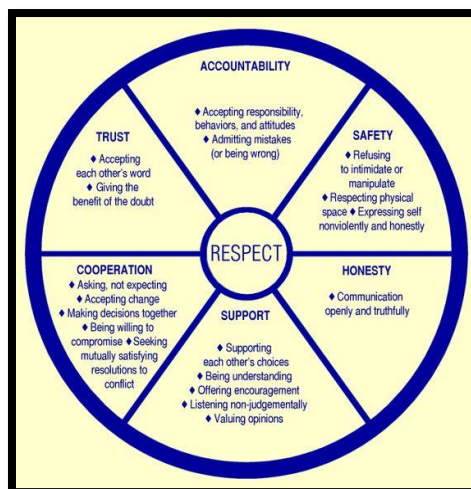 ACCOUNTABILITY
♦ Accepting responsibility,
behaviors, and attitudes
♦ Admitting mistakes
(or being wrong)
SAFETY
♦ Refusing
to intimidate or
manipulate
♦ Respecting physical
space ♦ Expressing self
nonviolently and honestly
HONESTY
♦ Communication
openly and truthfully
SUPPORT
♦ Supporting
each other's choices
♦ Being understanding
♦ Offering encouragement
♦ Listening non-judgementally
♦ Valuing opinions
COOPERATION
♦ Asking, not expecting
♦ Accepting change
♦ Making decisions together
♦ Being willing to
compromise ♦ Seeking
mutually satisfying
resolutions to
conflict
TRUST
♦ Accepting
each other's word
♦ Giving the
benefit of the doubt
RESPECT